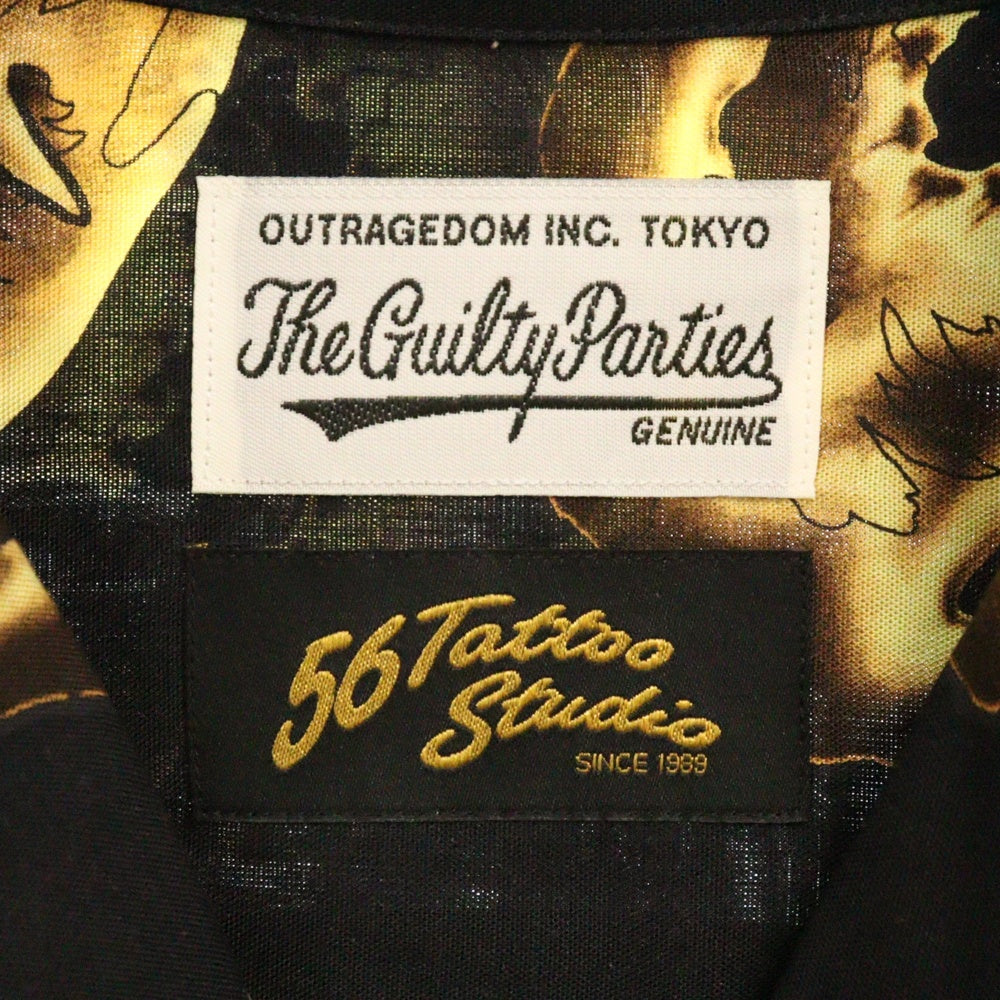 OUTRAGEDOM INC. TOKYO
The Guilty Parties
GENUINE
56 Tattoo
Studio
SINCE 1989